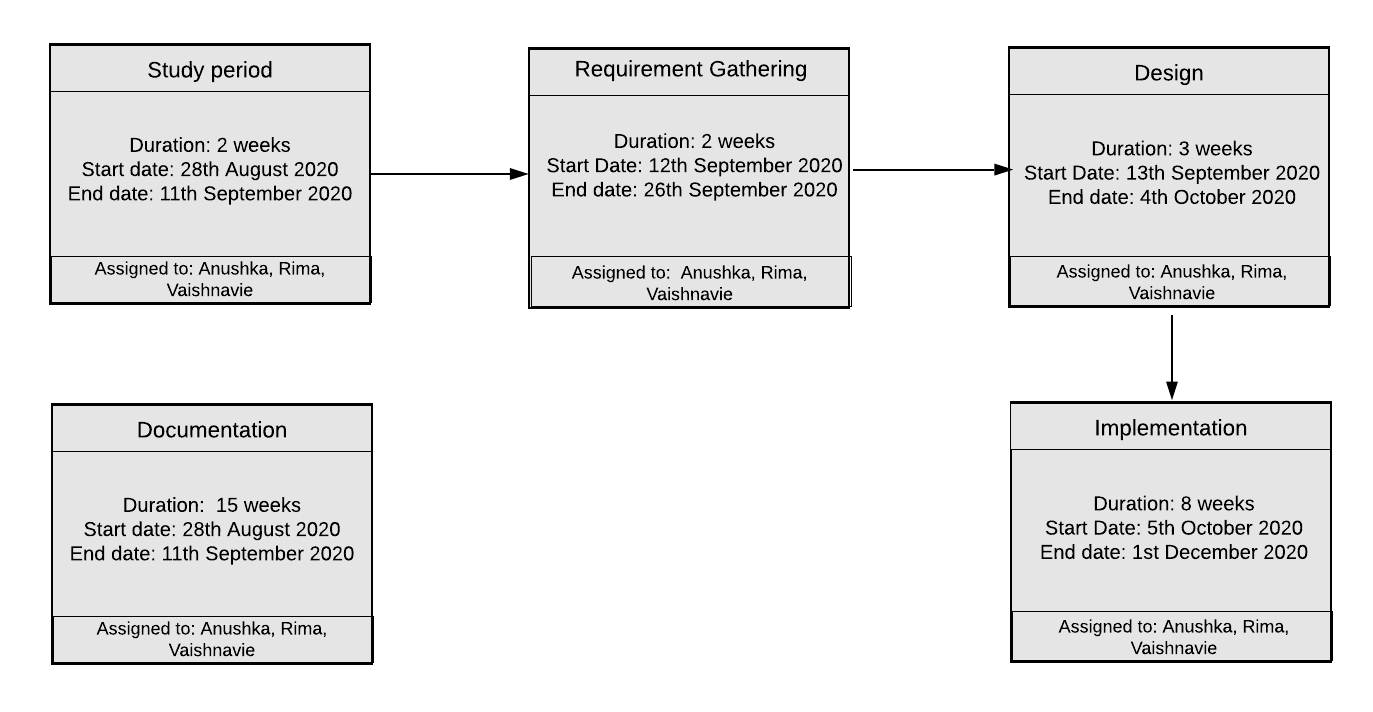 Study period
Duration: 2 weeks
Start date: 28th August 2020
End date: 11th September 2020
Assigned to: Anushka, Rima,
Vaishnavie
Requirement Gathering
Duration: 2 weeks
Start Date: 12th September 2020
End date: 26th September 2020
Assigned to:  Anushka, Rima,
Vaishnavie
Design
Duration: 3 weeks
Start Date: 13th September 2020
End date: 4th October 2020
Assigned to: Anushka, Rima,
Vaishnavie
Documentation
Duration:  15 weeks
Start date: 28th August 2020
End date: 11th September 2020
Assigned to: Anushka, Rima,
Vaishnavie
Implementation
Duration: 8 weeks
Start Date: 5th October 2020
End date: 1st December 2020
Assigned to: Anushka, Rima,
Vaishnavie